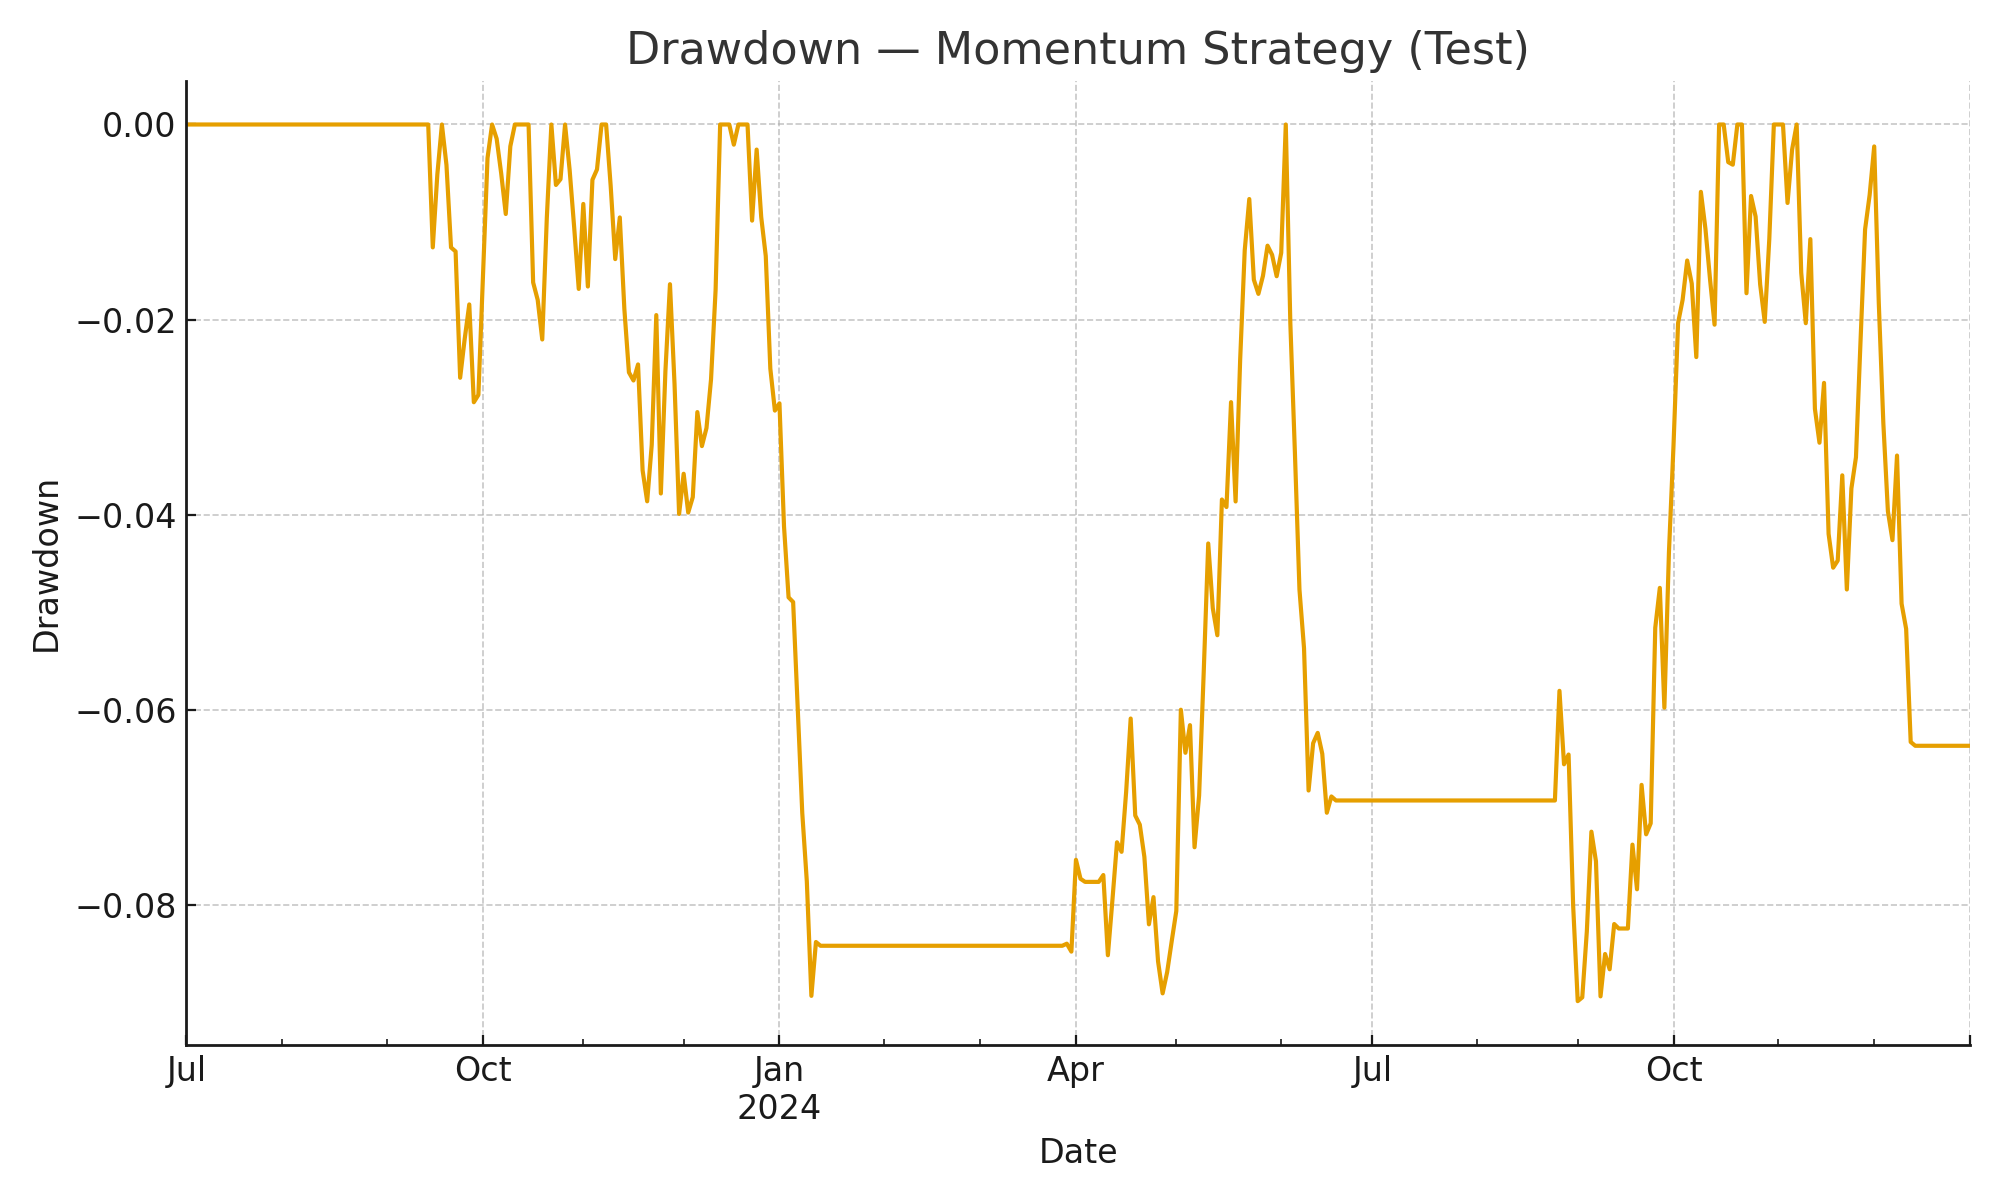 Drawdown — Momentum Strategy (Test)
0.00
−0.02
−0.04
−0.06
−0.08
Drawdown
Jul Oct Jan Apr Jul Oct
2024
Date